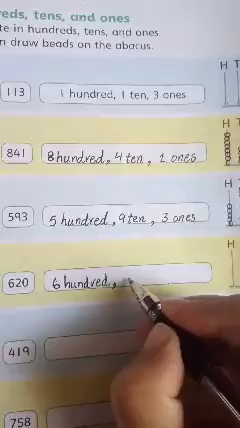 reds, tens, and ones
te in hundreds, tens, and ones
n draw beads on the abacus.
H T
113 1 hundred, 1 ten, 3 ones
H
841 8 hundred, 4 ten, 1 ones
H
593 5 hundred, 9 ten, 3 ones
H
620 6 hundred,
419
758